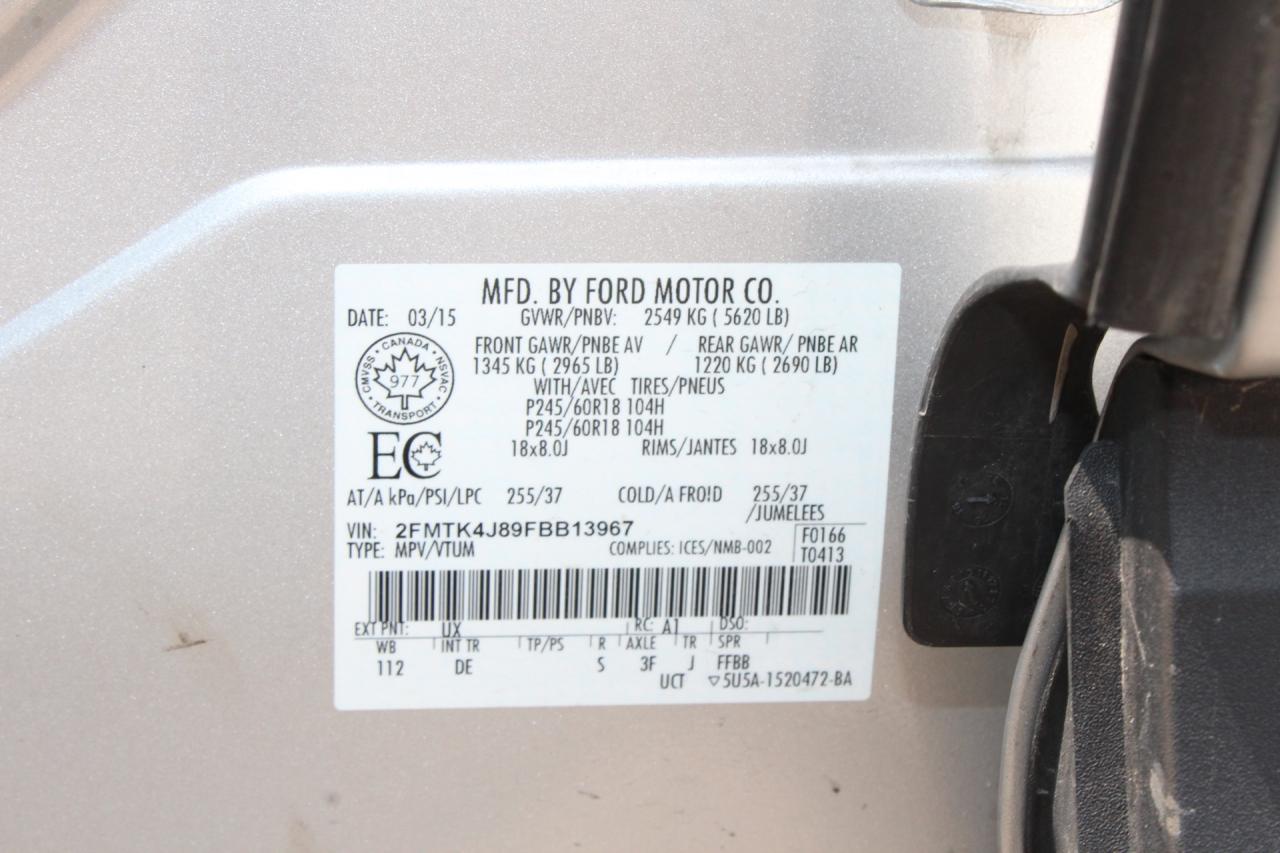 MFD. BY FORD MOTOR CO.
DATE: 03/15 GVWR/PNBV: 2549 KG ( 5620 LB)
FRONT GAWR/PNBE AV / REAR GAWR/ PNBE AR
1345 KG ( 2965 LB) 1220 KG ( 2690 LB)
WITH/AVEC TIRES/PNEUS
P245/60R18 104H
P245/60R18 104H
18x8.0J RIMS/JANTES 18x8.0J
CANADA
CMVSS 977 NSVAC
TRANSPORT
EC
AT/A kPa/PSI/LPC 255/37 COLD/A FROID 255/37
/JUMELEES
VIN: 2FMTK4J89FBB13967
TYPE: MPV/VTUM COMPLIES: ICES/NMB-002
F0166
T0413
EXT PNT: UX RC: A1 DSO:
WB INT TR TP/PS R AXLE TR SPR
112 DE S 3F J FFBB
UCT ▽5U5A-1520472-BA